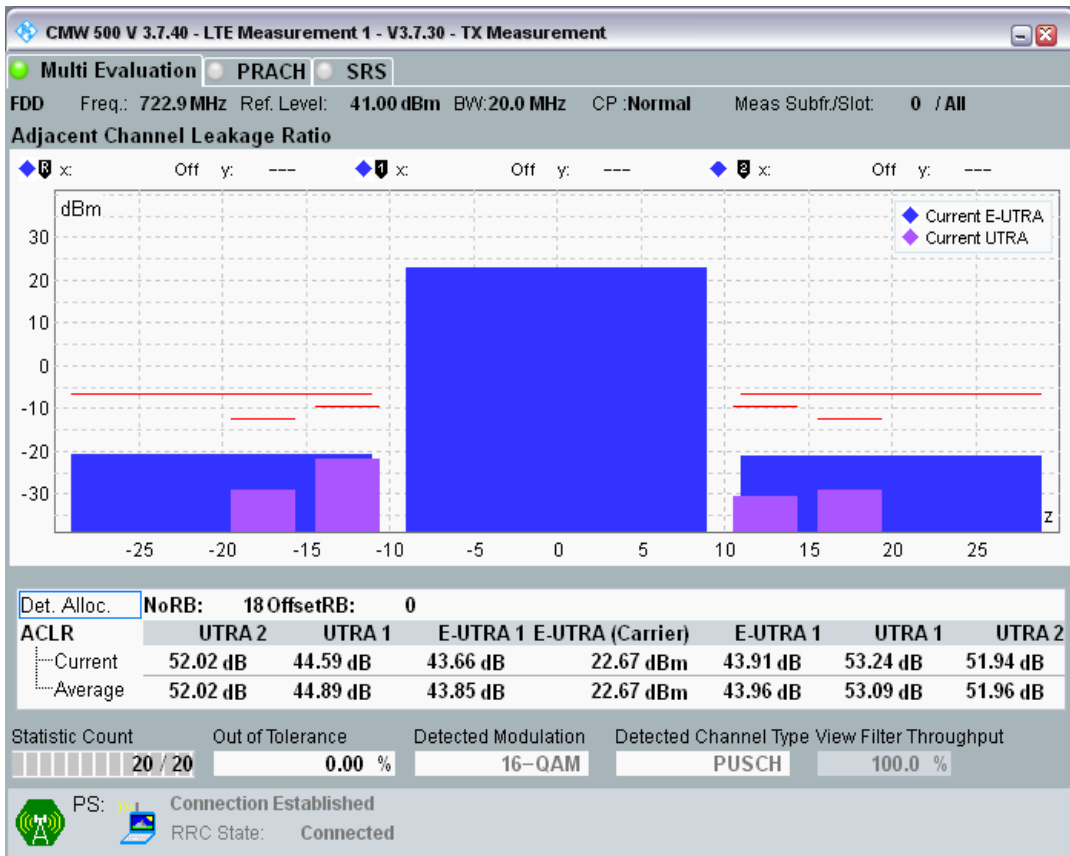 CMW 500 V 3.7.40 - LTE Measurement 1 - V3.7.30 - TX Measurement
Multi Evaluation PRACH SRS
FDD Freq.: 722.9 MHz Ref. Level: 41.00 dBm BW:20.0 MHz CP :Normal Meas Subfr./Slot: 0 / All
Adjacent Channel Leakage Ratio
R x: Off y: --- 1 x: Off y: --- 2 x: Off y: ---
dBm
Current E-UTRA
Current UTRA
30
20
10
0
-10
-20
-30
z
-25 -20 -15 -10 -5 0 5 10 15 20 25
Det. Alloc. NoRB: 18 OffsetRB: 0
ACLR UTRA 2 UTRA 1 E-UTRA 1 E-UTRA (Carrier) E-UTRA 1 UTRA 1 UTRA 2
Current 52.02 dB 44.59 dB 43.66 dB 22.67 dBm 43.91 dB 53.24 dB 51.94 dB
Average 52.02 dB 44.89 dB 43.85 dB 22.67 dBm 43.96 dB 53.09 dB 51.96 dB
Statistic Count Out of Tolerance Detected Modulation Detected Channel Type View Filter Throughput
20 / 20 0.00 % 16-QAM PUSCH 100.0 %
PS: Connection Established
RRC State: Connected